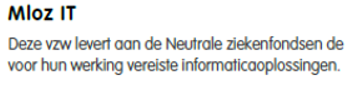 Mloz IT
Deze vzw levert aan de Neutrale ziekenfondsen de
voor hun werking vereiste informaticaoplossingen.